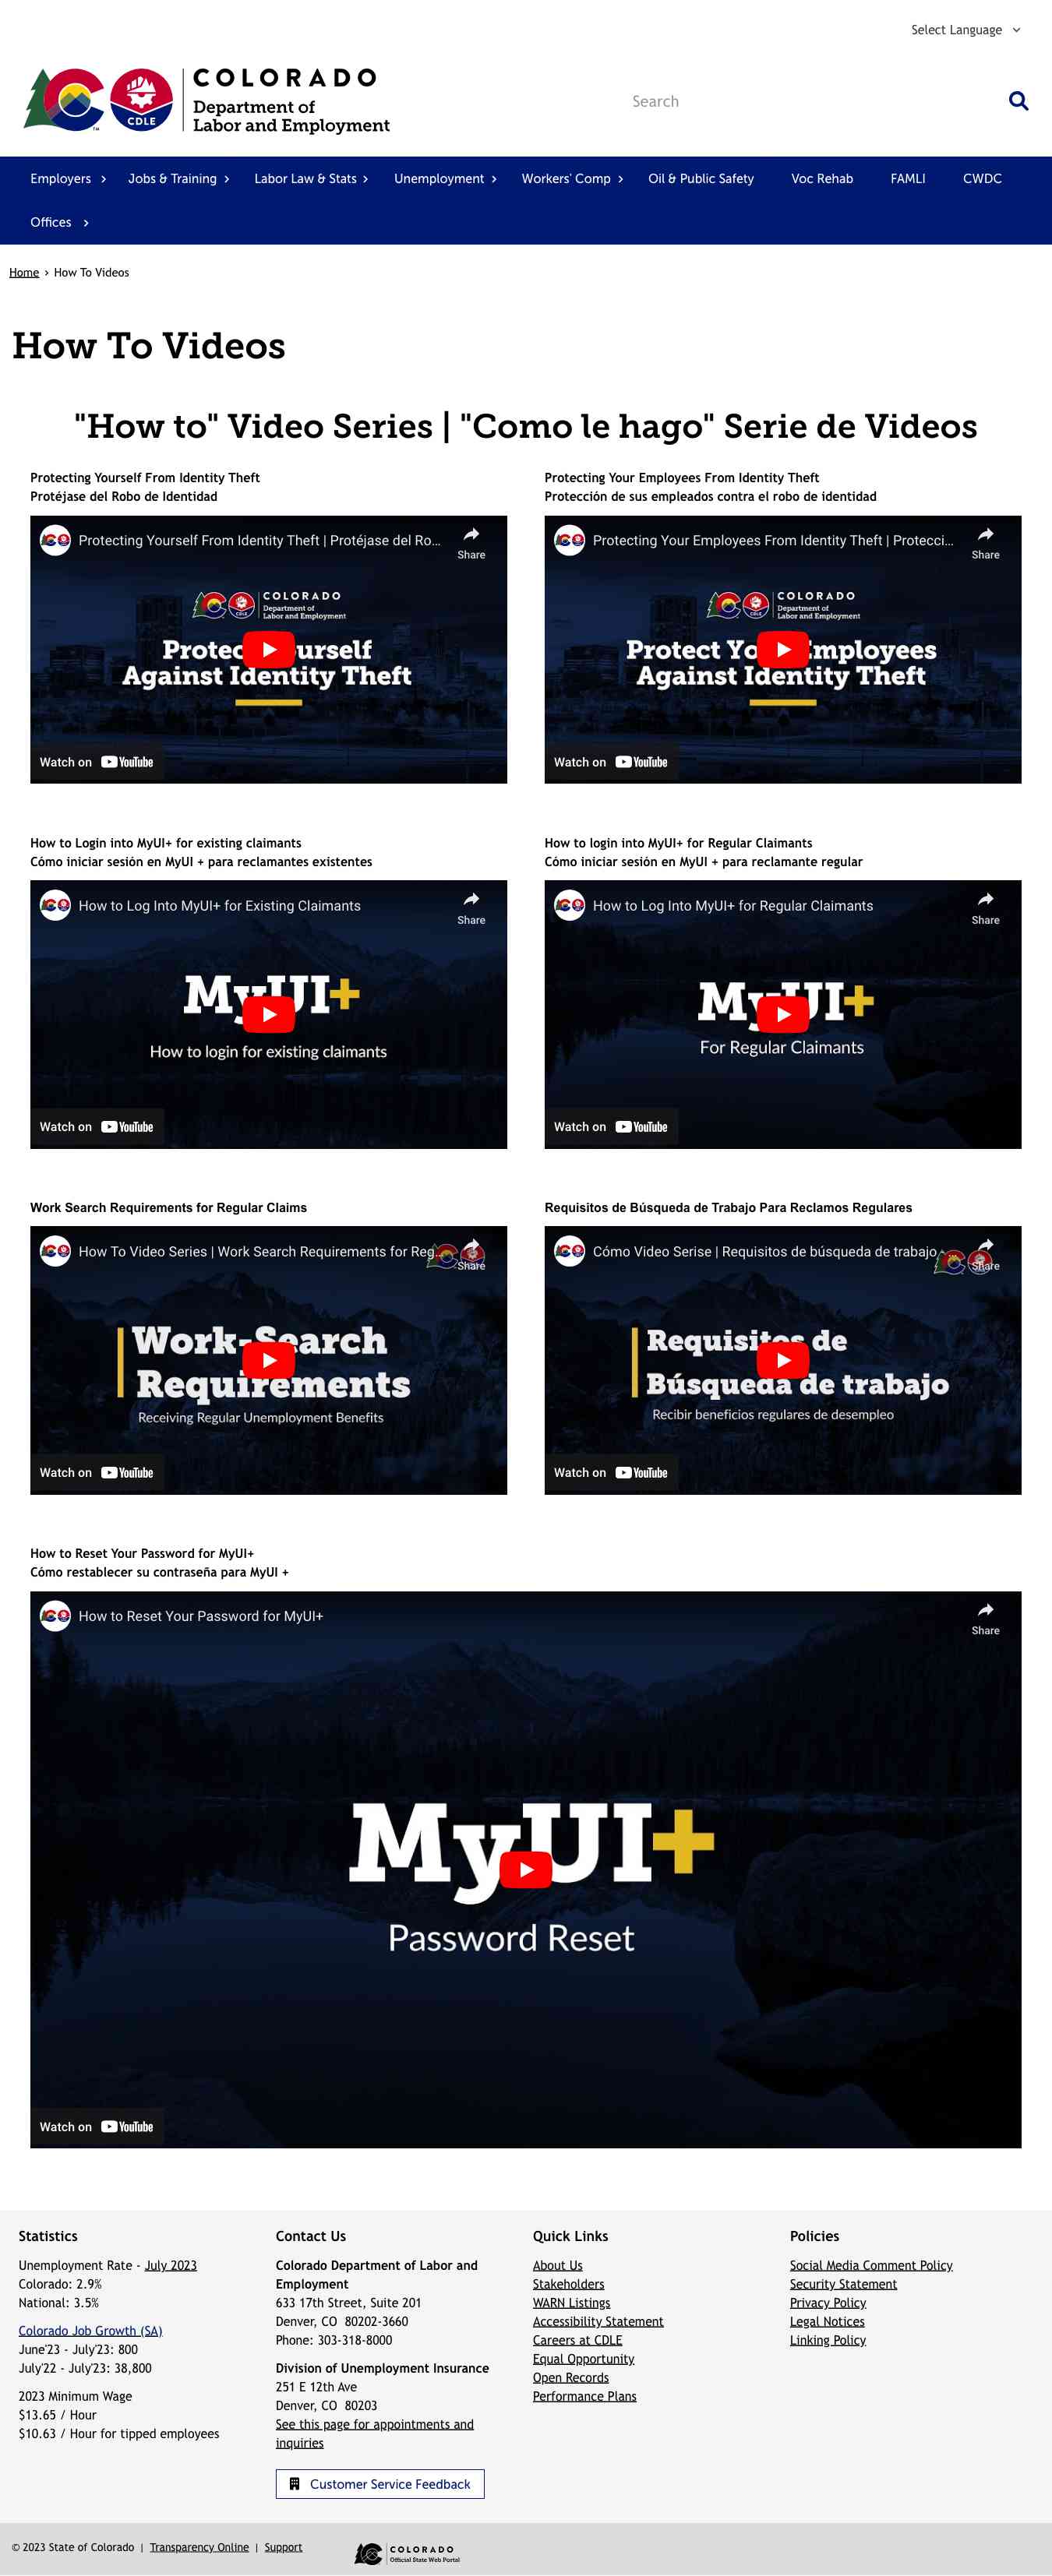 Select Language
COLORADO
Department of
Labor and Employment
CDLE
TM
Search
Employers
Jobs & Training
Labor Law & Stats
Unemployment
Workers' Comp
Oil & Public Safety
Voc Rehab
FAMLI
CWDC
Offices
Home › How To Videos
How To Videos
"How to" Video Series | "Como le hago" Serie de Videos
Protecting Yourself From Identity Theft
Protéjase del Robo de Identidad
Protecting Yourself From Identity Theft | Protéjase del Ro...
Share
COLORADO
Department of
Labor and Employment
CDLE
Against Identity Theft
Watch on YouTube
Protecting Your Employees From Identity Theft
Protección de sus empleados contra el robo de identidad
Protecting Your Employees From Identity Theft | Protecci...
Share
COLORADO
Department of
Labor and Employment
CDLE
Protect Your Employees
Against Identity Theft
Watch on YouTube
How to Login into MyUI+ for existing claimants
Cómo iniciar sesión en MyUI + para reclamantes existentes
How to Log Into MyUI+ for Existing Claimants
Share
MyUI+
How to login for existing claimants
Watch on YouTube
How to login into MyUI+ for Regular Claimants
Cómo iniciar sesión en MyUI + para reclamante regular
How to Log Into MyUI+ for Regular Claimants
Share
MyUI+
For Regular Claimants
Watch on YouTube
Work Search Requirements for Regular Claims
How To Video Series | Work Search Requirements for Reg...
Share
Work-Search
Requirements
Receiving Regular Unemployment Benefits
Watch on YouTube
Requisitos de Búsqueda de Trabajo Para Reclamos Regulares
Cómo Video Serise | Requisitos de búsqueda de trabajo - ...
Share
Requisitos de
Búsqueda de trabajo
Recibir beneficios regulares de desempleo
Watch on YouTube
How to Reset Your Password for MyUI+
Cómo restablecer su contraseña para MyUI +
How to Reset Your Password for MyUI+
Share
MyUI+
Password Reset
Watch on YouTube
Statistics
Unemployment Rate - July 2023
Colorado: 2.9%
National: 3.5%
Colorado Job Growth (SA)
June'23 - July'23: 800
July'22 - July'23: 38,800
2023 Minimum Wage
$13.65 / Hour
$10.63 / Hour for tipped employees
Contact Us
Colorado Department of Labor and
Employment
633 17th Street, Suite 201
Denver, CO 80202-3660
Phone: 303-318-8000
Division of Unemployment Insurance
251 E 12th Ave
Denver, CO 80203
See this page for appointments and
inquiries
Customer Service Feedback
Quick Links
About Us
Stakeholders
WARN Listings
Accessibility Statement
Careers at CDLE
Equal Opportunity
Open Records
Performance Plans
Policies
Social Media Comment Policy
Security Statement
Privacy Policy
Legal Notices
Linking Policy
© 2023 State of Colorado | Transparency Online | Support
COLORADO
Official State Web Portal